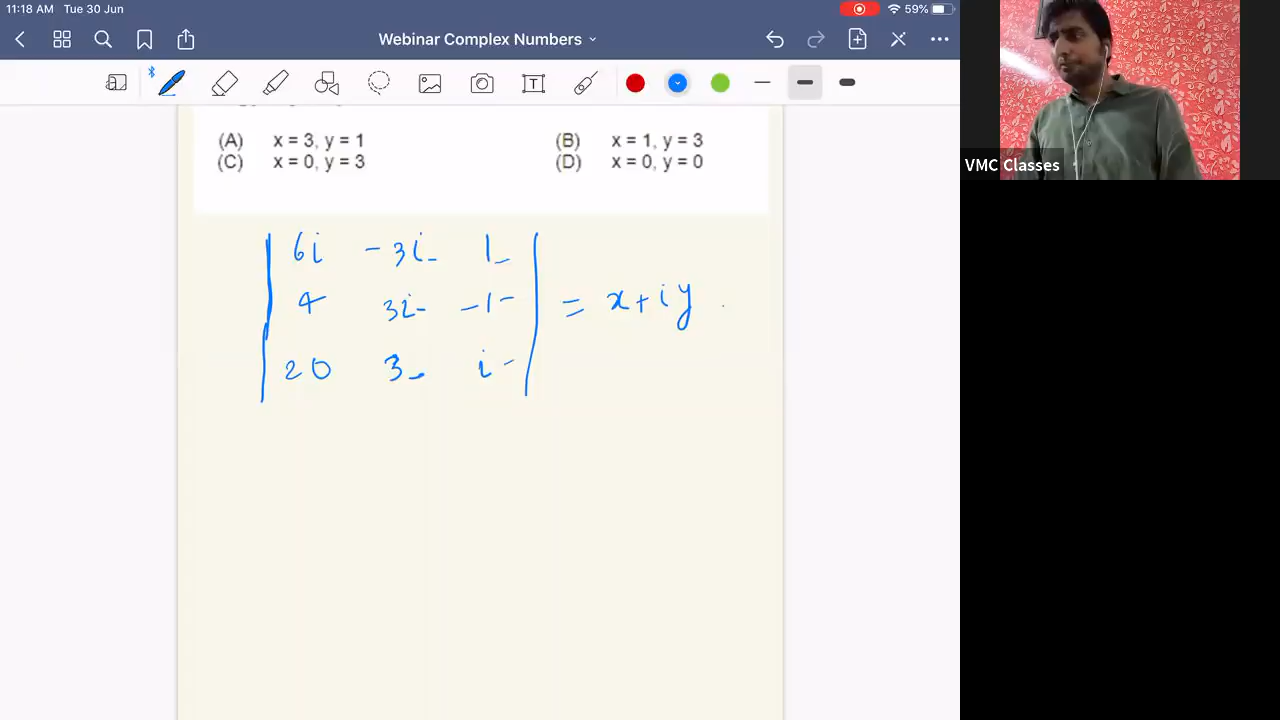 11:18 AM Tue 30 Jun 59%
Webinar Complex Numbers
T
(A) x = 3, y = 1 (B) x = 1, y = 3
(C) x = 0, y = 3 (D) x = 0, y = 0
6i -3i 1
4 3i -1 = x + iy
20 3 i
VMC Classes